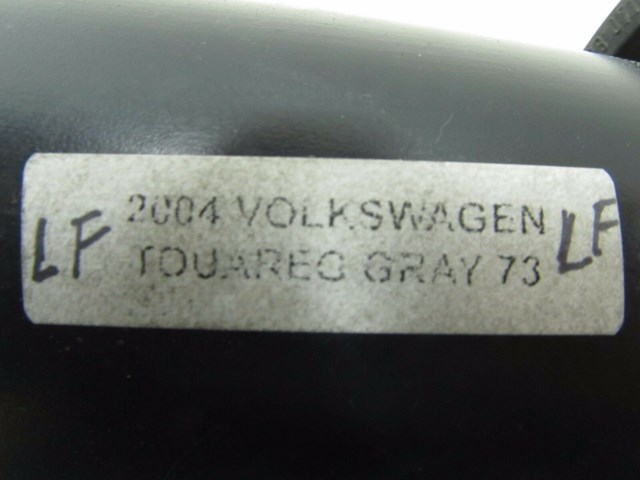 LF 2004 VOLKSWAGEN LF
TOUAREG GRAY 73